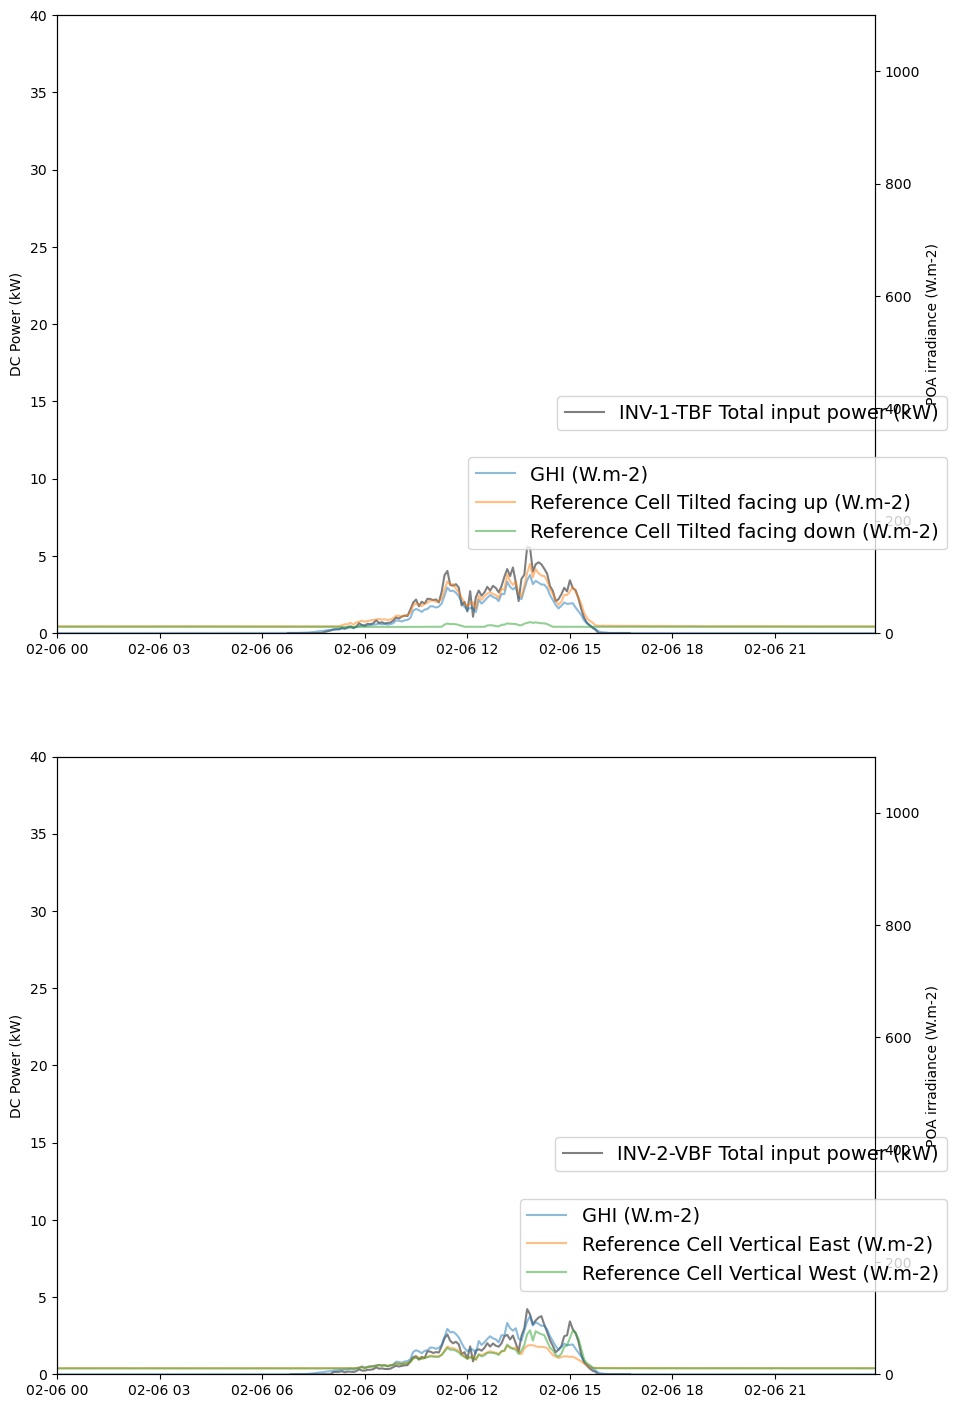 40
35
30
25
20
15
10
5
0
DC Power (kW)
1000
800
600
400
200
0
POA irradiance (W.m-2)
INV-1-TBF Total input power (kW)
GHI (W.m-2)
Reference Cell Tilted facing up (W.m-2)
Reference Cell Tilted facing down (W.m-2)
02-06 00 02-06 03 02-06 06 02-06 09 02-06 12 02-06 15 02-06 18 02-06 21
40
35
30
25
20
15
10
5
0
DC Power (kW)
1000
800
600
400
200
0
POA irradiance (W.m-2)
INV-2-VBF Total input power (kW)
GHI (W.m-2)
Reference Cell Vertical East (W.m-2)
Reference Cell Vertical West (W.m-2)
02-06 00 02-06 03 02-06 06 02-06 09 02-06 12 02-06 15 02-06 18 02-06 21